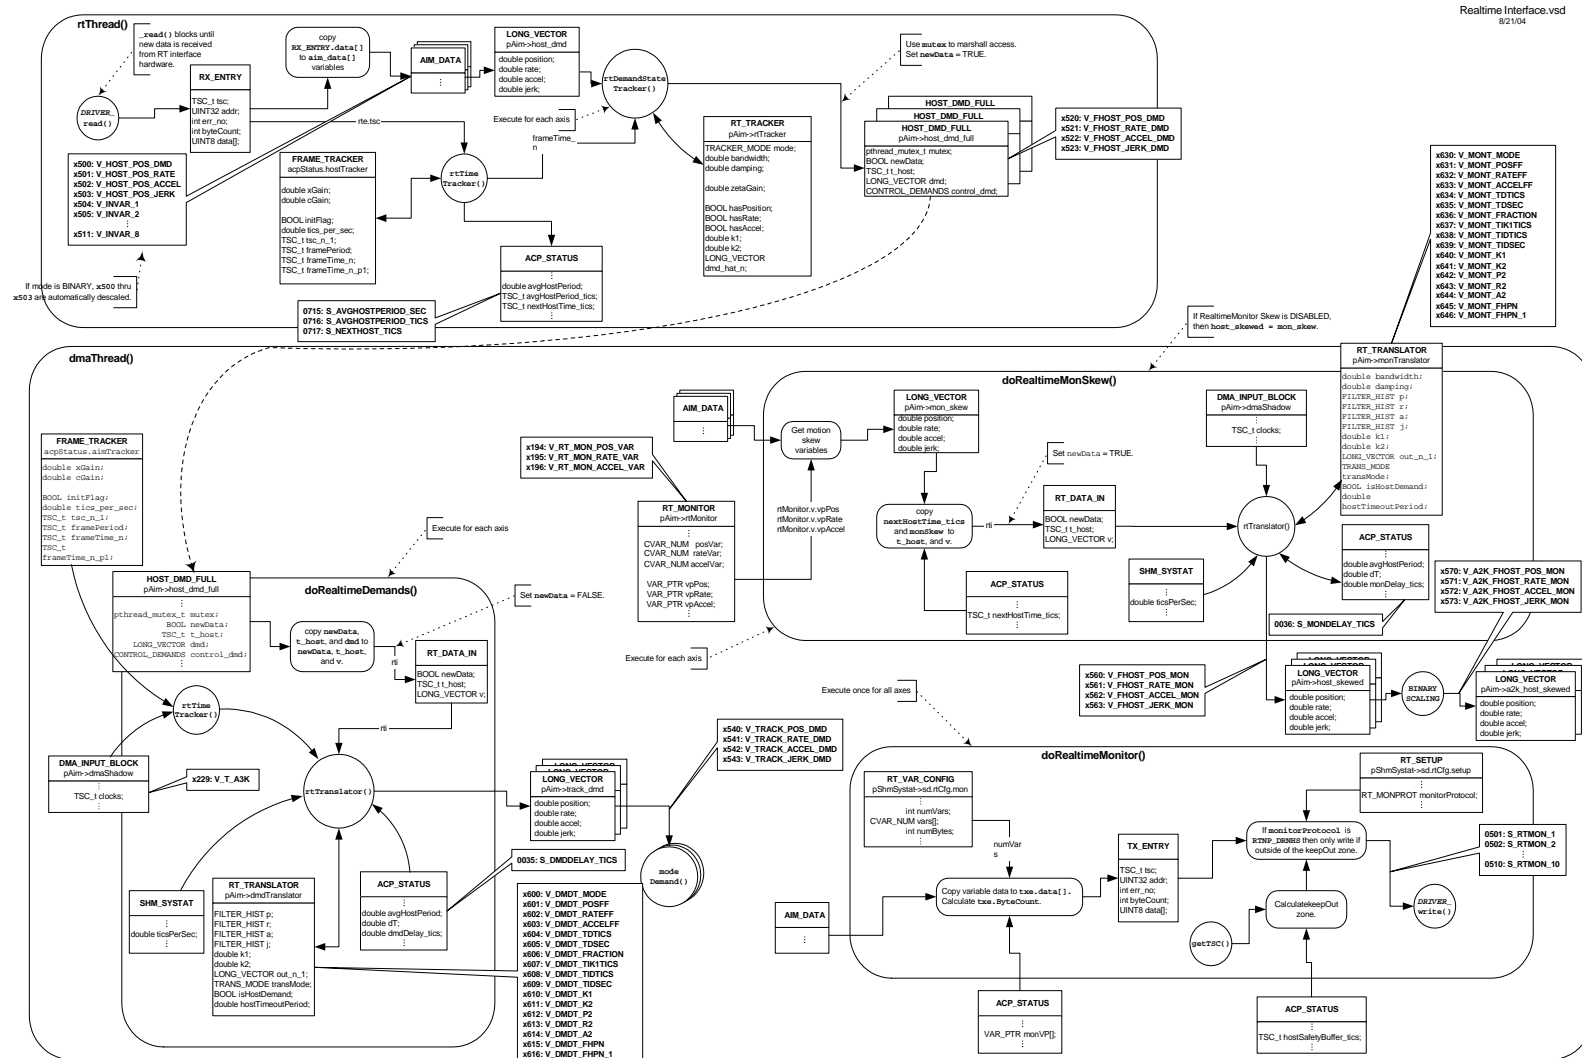 Realtime Interface.vsd
8/21/04
rtThread()
_read() blocks until
new data is received
from RT interface
hardware.
DRIVER_
read()
RX_ENTRY
TSC_t tsc;
UINT32 addr;
int err_no;
int byteCount;
UINT8 data[];
copy
RX_ENTRY.data[]
to aim_data[]
variables
AIM_DATA
⋮
LONG_VECTOR
pAim->host_dmd
double position;
double rate;
double accel;
double jerk;
rtDemandState
Tracker()
Execute for each axis
Use mutex to marshall access.
Set newData = TRUE.
rte.tsc
frameTime_
n
x500: V_HOST_POS_DMD
x501: V_HOST_POS_RATE
x502: V_HOST_POS_ACCEL
x503: V_HOST_POS_JERK
x504: V_INVAR_1
x505: V_INVAR_2
⋮
x511: V_INVAR_8
If mode is BINARY, x500 thru
x503 are automatically descaled.
FRAME_TRACKER
acpStatus.hostTracker
double xGain;
double cGain;
BOOL initFlag;
double tics_per_sec;
TSC_t tsc_n_1;
TSC_t framePeriod;
TSC_t frameTime_n;
TSC_t frameTime_n_p1;
rtTime
Tracker()
ACP_STATUS
⋮
double avgHostPeriod;
TSC_t avgHostPeriod_tics;
TSC_t nextHostTime_tics;
⋮
0715: S_AVGHOSTPERIOD_SEC
0716: S_AVGHOSTPERIOD_TICS
0717: S_NEXTHOST_TICS
RT_TRACKER
pAim->rtTracker
TRACKER_MODE mode;
double bandwidth;
double damping;
double zetaGain;
BOOL hasPosition;
BOOL hasRate;
BOOL hasAccel;
double k1;
double k2;
LONG_VECTOR
dmd_hat_n;
HOST_DMD_FULL
HOST_DMD_FULL
HOST_DMD_FULL
pAim->host_dmd_full
pthread_mutex_t mutex;
BOOL newData;
TSC_t t_host;
LONG_VECTOR dmd;
CONTROL_DEMANDS control_dmd;
x520: V_FHOST_POS_DMD
x521: V_FHOST_RATE_DMD
x522: V_FHOST_ACCEL_DMD
x523: V_FHOST_JERK_DMD
x630: V_MONT_MODE
x631: V_MONT_POSFF
x632: V_MONT_RATEFF
x633: V_MONT_ACCELFF
x634: V_MONT_TDTICS
x635: V_MONT_TDSEC
x636: V_MONT_FRACTION
x637: V_MONT_TIK1TICS
x638: V_MONT_TIDTICS
x639: V_MONT_TIDSEC
x640: V_MONT_K1
x641: V_MONT_K2
x642: V_MONT_P2
x643: V_MONT_R2
x644: V_MONT_A2
x645: V_MONT_FHPN
x646: V_MONT_FHPN_1
If RealtimeMonitor Skew is DISABLED,
then host_skewed = mon_skew.
dmaThread()
FRAME_TRACKER
acpStatus.aimTracker
double xGain;
double cGain;
BOOL initFlag;
double tics_per_sec;
TSC_t tsc_n_1;
TSC_t framePeriod;
TSC_t frameTime_n;
TSC_t
frameTime_n_p1;
doRealtimeMonSkew()
AIM_DATA
⋮
Get motion
skew
variables
LONG_VECTOR
pAim->mon_skew
double position;
double rate;
double accel;
double jerk;
DMA_INPUT_BLOCK
pAim->dmaShadow
⋮
TSC_t clocks;
⋮
RT_TRANSLATOR
pAim->monTranslator
double bandwidth;
double damping;
FILTER_HIST p;
FILTER_HIST r;
FILTER_HIST a;
FILTER_HIST j;
double k1;
double k2;
LONG_VECTOR out_n_1;
TRANS_MODE
transMode;
BOOL isHostDemand;
double
hostTimeoutPeriod;
x194: V_RT_MON_POS_VAR
x195: V_RT_MON_RATE_VAR
x196: V_RT_MON_ACCEL_VAR
RT_MONITOR
pAim->rtMonitor
⋮
CVAR_NUM posVar;
CVAR_NUM rateVar;
CVAR_NUM accelVar;
VAR_PTR vpPos;
VAR_PTR vpRate;
VAR_PTR vpAccel;
⋮
rtMonitor.v.vpPos
rtMonitor.v.vpRate
rtMonitor.v.vpAccel
copy
nextHostTime_tics
and monSkew to
t_host, and v.
rti
Set newData = TRUE.
RT_DATA_IN
BOOL newData;
TSC_t t_host;
LONG_VECTOR v;
rtTranslator()
ACP_STATUS
⋮
TSC_t nextHostTime_tics;
⋮
SHM_SYSTAT
⋮
double ticsPerSec;
⋮
ACP_STATUS
⋮
double avgHostPeriod;
double dT;
double monDelay_tics;
⋮
0036: S_MONDELAY_TICS
x570: V_A2K_FHOST_POS_MON
x571: V_A2K_FHOST_RATE_MON
x572: V_A2K_FHOST_ACCEL_MON
x573: V_A2K_FHOST_JERK_MON
Execute for each axis
x560: V_FHOST_POS_MON
x561: V_FHOST_RATE_MON
x562: V_FHOST_ACCEL_MON
x563: V_FHOST_JERK_MON
LONG_VECTOR
LONG_VECTOR
LONG_VECTOR
pAim->host_skewed
double position;
double rate;
double accel;
double jerk;
BINARY
SCALING
LONG_VECTOR
LONG_VECTOR
LONG_VECTOR
pAim->a2k_host_skewed
double position;
double rate;
double accel;
double jerk;
Execute for each axis
doRealtimeDemands()
HOST_DMD_FULL
pAim->host_dmd_full
⋮
pthread_mutex_t mutex;
BOOL newData;
TSC_t t_host;
LONG_VECTOR dmd;
CONTROL_DEMANDS control_dmd;
⋮
copy newData,
t_host, and dmd to
newData, t_host,
and v.
Set newData = FALSE.
rti
RT_DATA_IN
BOOL newData;
TSC_t t_host;
LONG_VECTOR v;
rtTime
Tracker()
rti
DMA_INPUT_BLOCK
pAim->dmaShadow
⋮
TSC_t clocks;
⋮
x229: V_T_A3K
rtTranslator()
LONG_VECTOR
LONG_VECTOR
LONG_VECTOR
pAim->track_dmd
double position;
double rate;
double accel;
double jerk;
x540: V_TRACK_POS_DMD
x541: V_TRACK_RATE_DMD
x542: V_TRACK_ACCEL_DMD
x543: V_TRACK_JERK_DMD
mode
Demand()
0035: S_DMDDELAY_TICS
SHM_SYSTAT
⋮
double ticsPerSec;
⋮
RT_TRANSLATOR
pAim->dmdTranslator
FILTER_HIST p;
FILTER_HIST r;
FILTER_HIST a;
FILTER_HIST j;
double k1;
double k2;
LONG_VECTOR out_n_1;
TRANS_MODE transMode;
BOOL isHostDemand;
double hostTimeoutPeriod;
ACP_STATUS
⋮
double avgHostPeriod;
double dT;
double dmdDelay_tics;
⋮
x600: V_DMDT_MODE
x601: V_DMDT_POSFF
x602: V_DMDT_RATEFF
x603: V_DMDT_ACCELFF
x604: V_DMDT_TDTICS
x605: V_DMDT_TDSEC
x606: V_DMDT_FRACTION
x607: V_DMDT_TIK1TICS
x608: V_DMDT_TIDTICS
x609: V_DMDT_TIDSEC
x610: V_DMDT_K1
x611: V_DMDT_K2
x612: V_DMDT_P2
x613: V_DMDT_R2
x614: V_DMDT_A2
x615: V_DMDT_FHPN
x616: V_DMDT_FHPN_1
Execute once for all axes
doRealtimeMonitor()
RT_VAR_CONFIG
pShmSystat->sd.rtCfg.mon
⋮
int numVars;
CVAR_NUM vars[];
int numBytes;
⋮
numVar
s
AIM_DATA
⋮
Copy variable data to txe.data[].
Calculate txe.ByteCount.
TX_ENTRY
TSC_t tsc;
UINT32 addr;
int err_no;
int byteCount;
UINT8 data[];
RT_SETUP
pShmSystat->sd.rtCfg.setup
⋮
RT_MONPROT monitorProtocol;
⋮
If monitorProtocol is
RTNP_DRNHS then only write if
outside of the keepOut zone.
0501: S_RTMON_1
0502: S_RTMON_2
⋮
0510: S_RTMON_10
CalculatekeepOut
zone.
getTSC()
DRIVER_
write()
ACP_STATUS
⋮
VAR_PTR monVP[];
⋮
ACP_STATUS
⋮
TSC_t hostSafetyBuffer_tics;
⋮